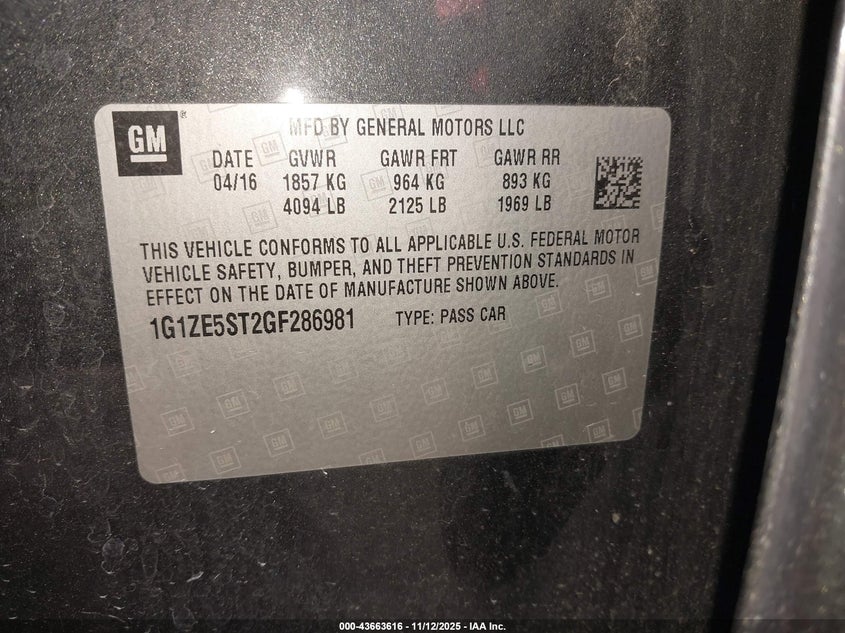 GM
MFD BY GENERAL MOTORS LLC
DATE GVWR GAWR FRT GAWR RR
04/16 1857 KG 964 KG 893 KG
4094 LB 2125 LB 1969 LB
THIS VEHICLE CONFORMS TO ALL APPLICABLE U.S. FEDERAL MOTOR
VEHICLE SAFETY, BUMPER, AND THEFT PREVENTION STANDARDS IN
EFFECT ON THE DATE OF MANUFACTURE SHOWN ABOVE.
1G1ZE5ST2GF286981 TYPE: PASS CAR
000-43663616 - 11/12/2025 - IAA Inc.